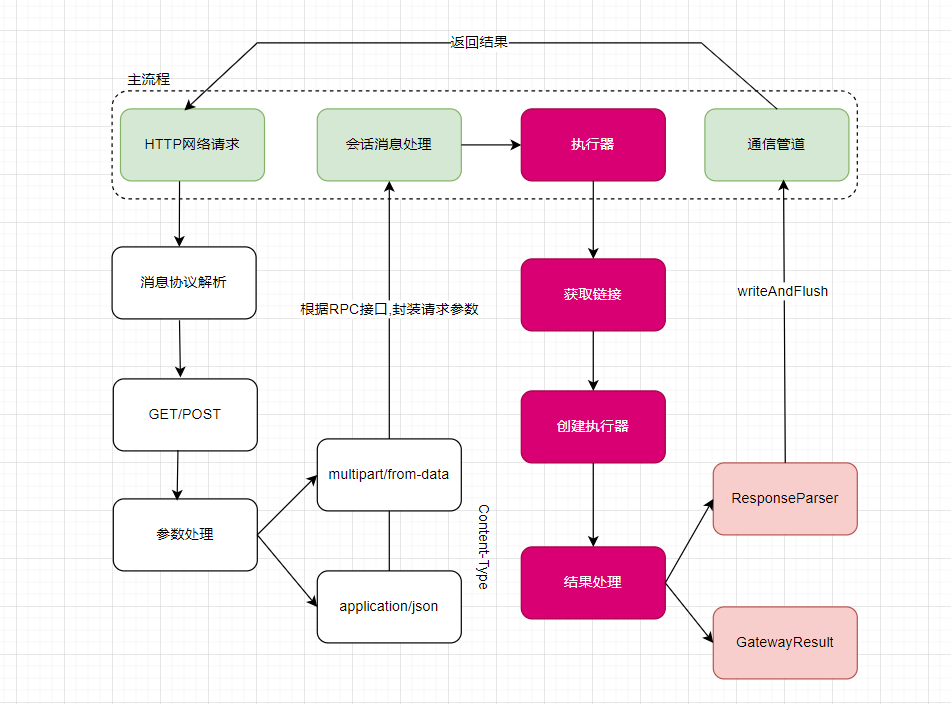 返回结果
主流程
HTTP网络请求
会话消息处理
执行器
通信管道
消息协议解析
获取链接
writeAndFlush
根据RPC接口,封装请求参数
GET/POST
创建执行器
multipart/from-data
ResponseParser
Content-Type
参数处理
结果处理
application/json
GatewayResult